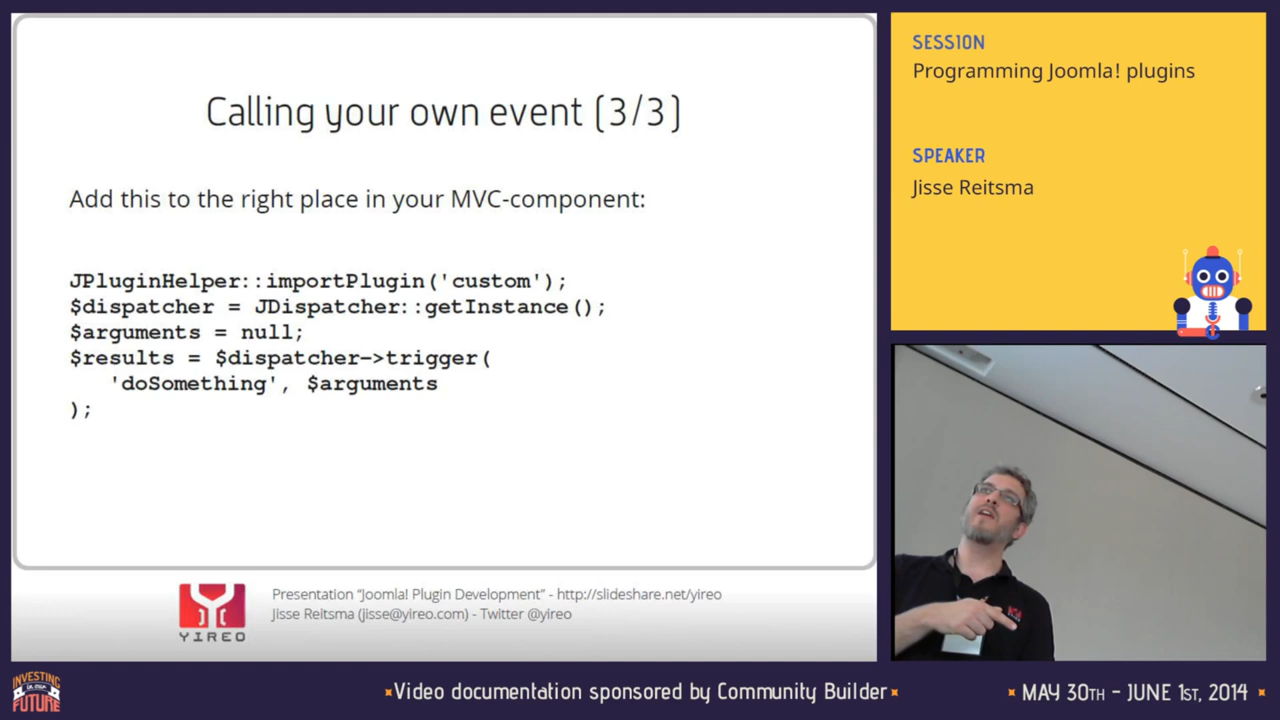 Calling your own event (3/3)
Add this to the right place in your MVC-component:
JPluginHelper::importPlugin('custom');
$dispatcher = JDispatcher::getInstance();
$arguments = null;
$results = $dispatcher->trigger(
'doSomething', $arguments
);
YIREO
Presentation “Joomla! Plugin Development” - http://slideshare.net/yireo
Jisse Reitsma (jisse@yireo.com) - Twitter @yireo
SESSION
Programming Joomla! plugins
SPEAKER
Jisse Reitsma
INVESTING
IN OUR
FUTURE
Video documentation sponsored by Community Builder
MAY 30TH - JUNE 1ST, 2014